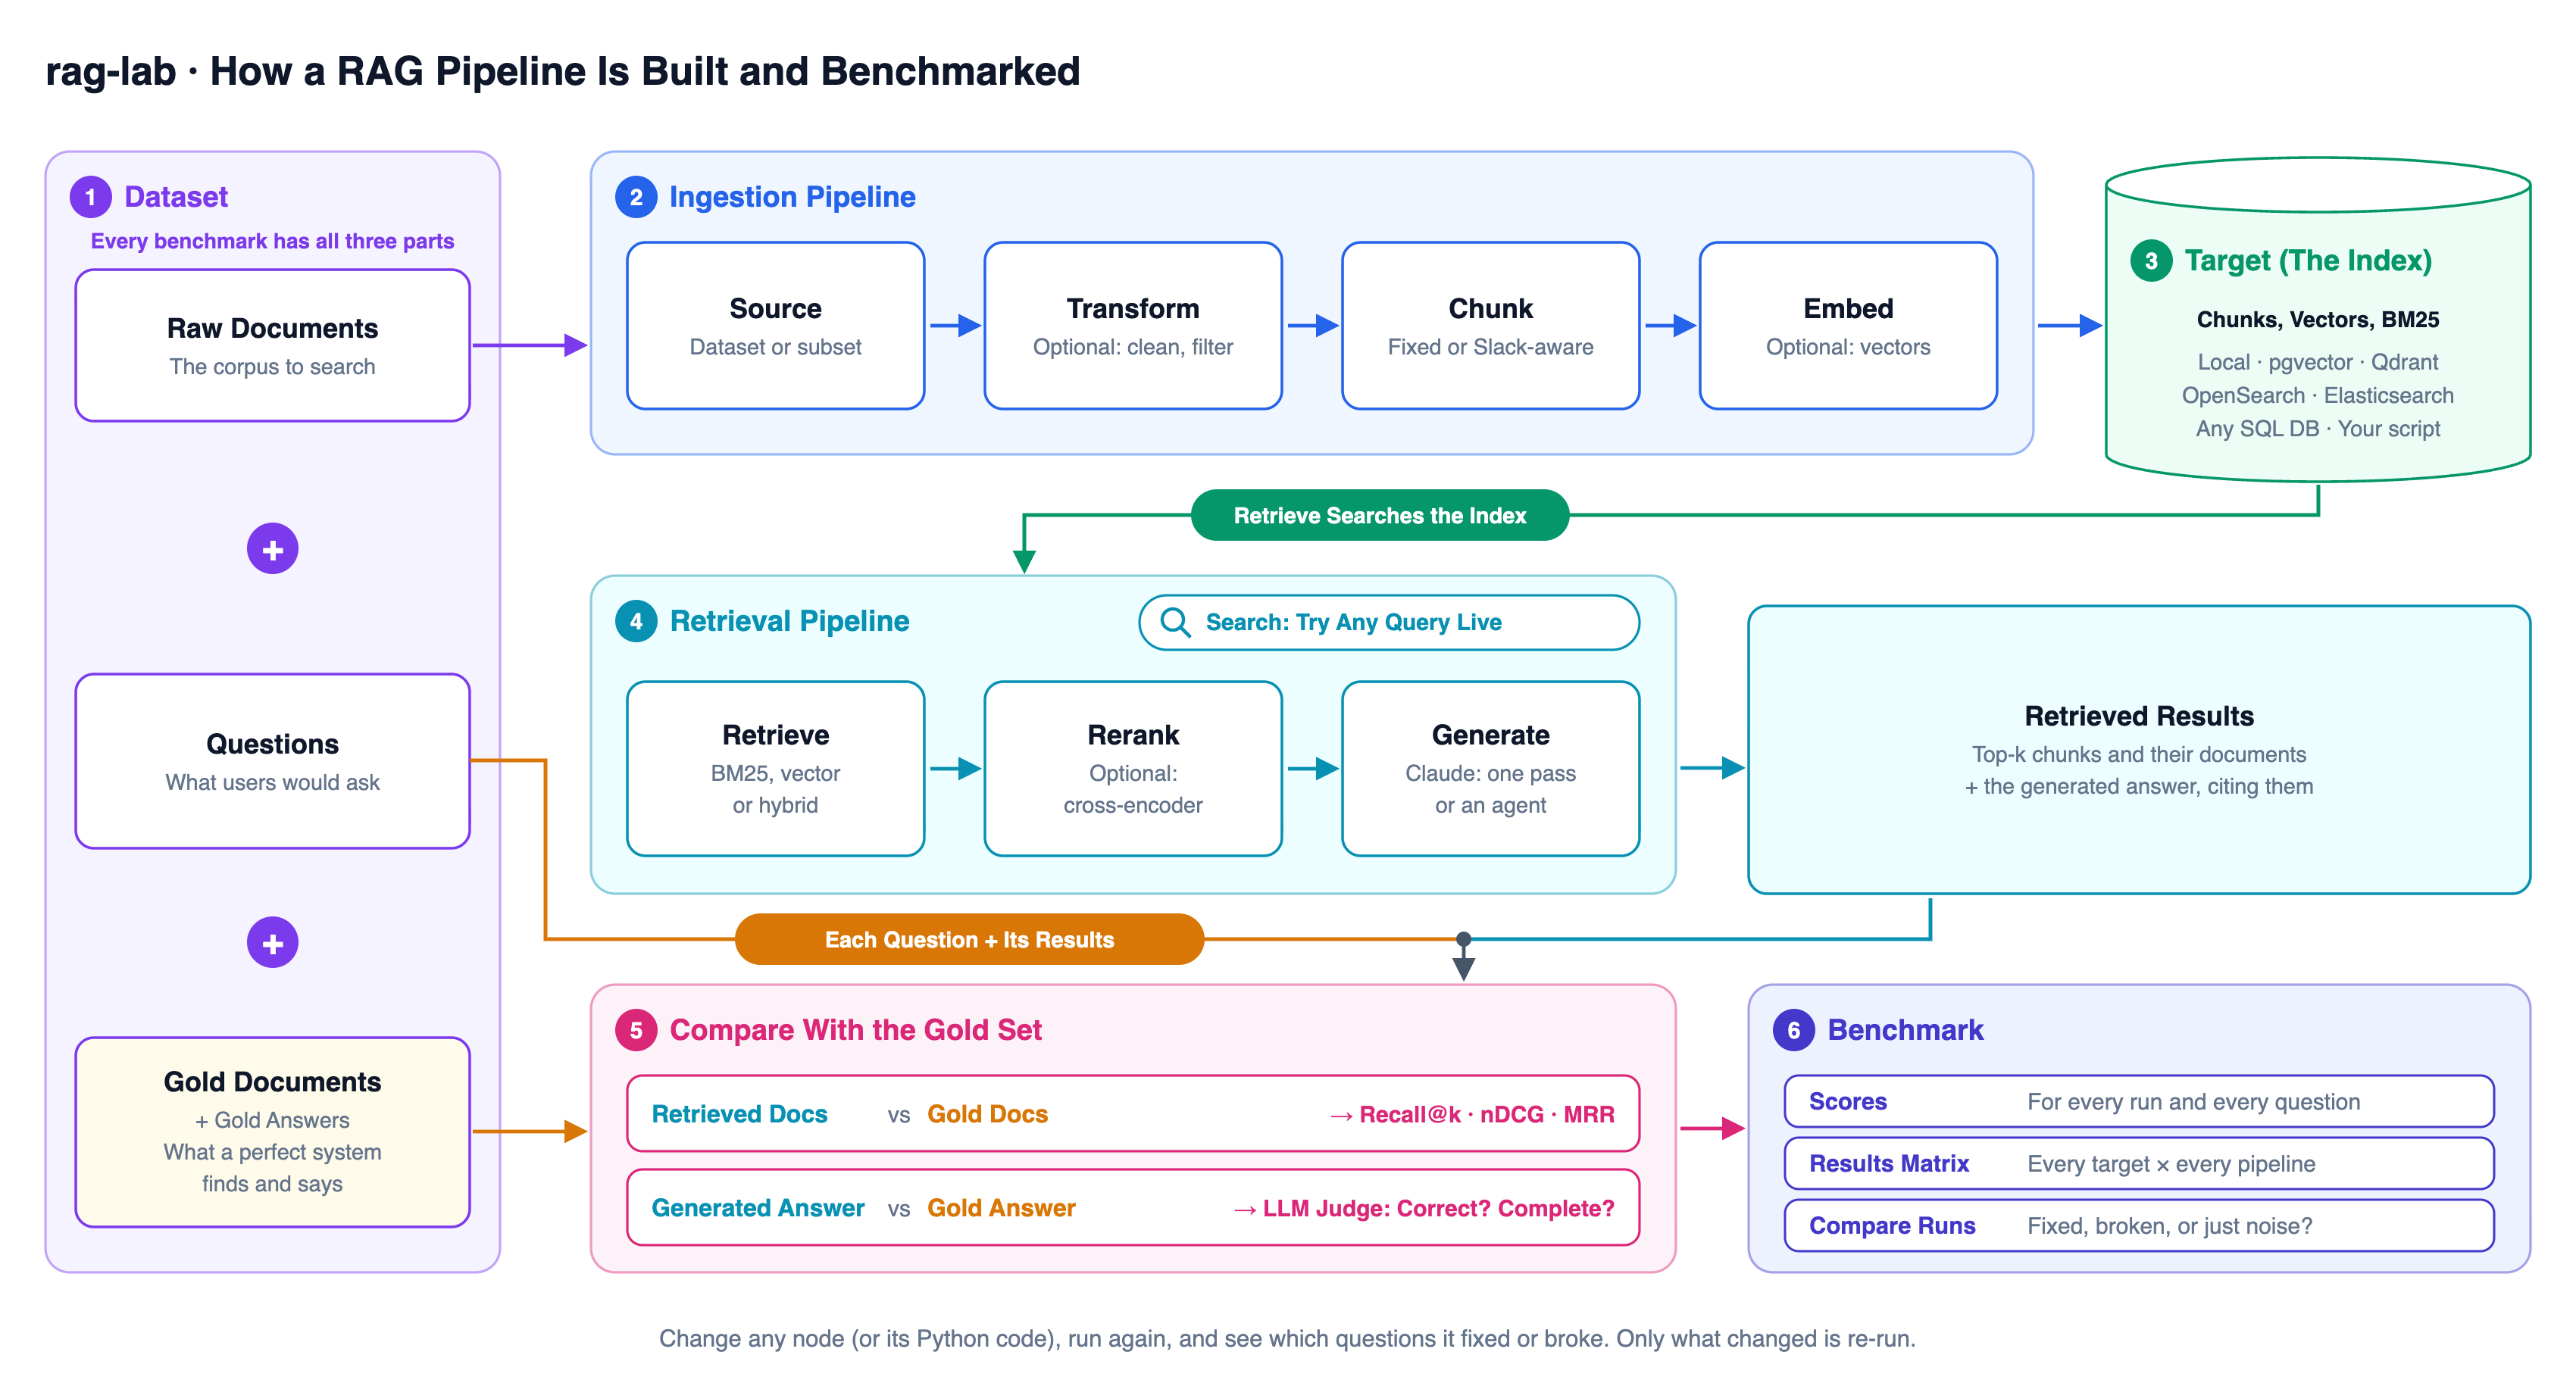 rag-lab · How a RAG Pipeline Is Built and Benchmarked
1 Dataset
Every benchmark has all three parts
Raw Documents
The corpus to search
+
Questions
What users would ask
+
Gold Documents
+ Gold Answers
What a perfect system
finds and says
2 Ingestion Pipeline
Source
Dataset or subset
Transform
Optional: clean, filter
Chunk
Fixed or Slack-aware
Embed
Optional: vectors
3 Target (The Index)
Chunks, Vectors, BM25
Local · pgvector · Qdrant
OpenSearch · Elasticsearch
Any SQL DB · Your script
Retrieve Searches the Index
4 Retrieval Pipeline
Search: Try Any Query Live
Retrieve
BM25, vector
or hybrid
Rerank
Optional:
cross-encoder
Generate
Claude: one pass
or an agent
Retrieved Results
Top-k chunks and their documents
+ the generated answer, citing them
Each Question + Its Results
5 Compare With the Gold Set
Retrieved Docs vs Gold Docs → Recall@k · nDCG · MRR
Generated Answer vs Gold Answer → LLM Judge: Correct? Complete?
6 Benchmark
Scores For every run and every question
Results Matrix Every target × every pipeline
Compare Runs Fixed, broken, or just noise?
Change any node (or its Python code), run again, and see which questions it fixed or broke. Only what changed is re-run.